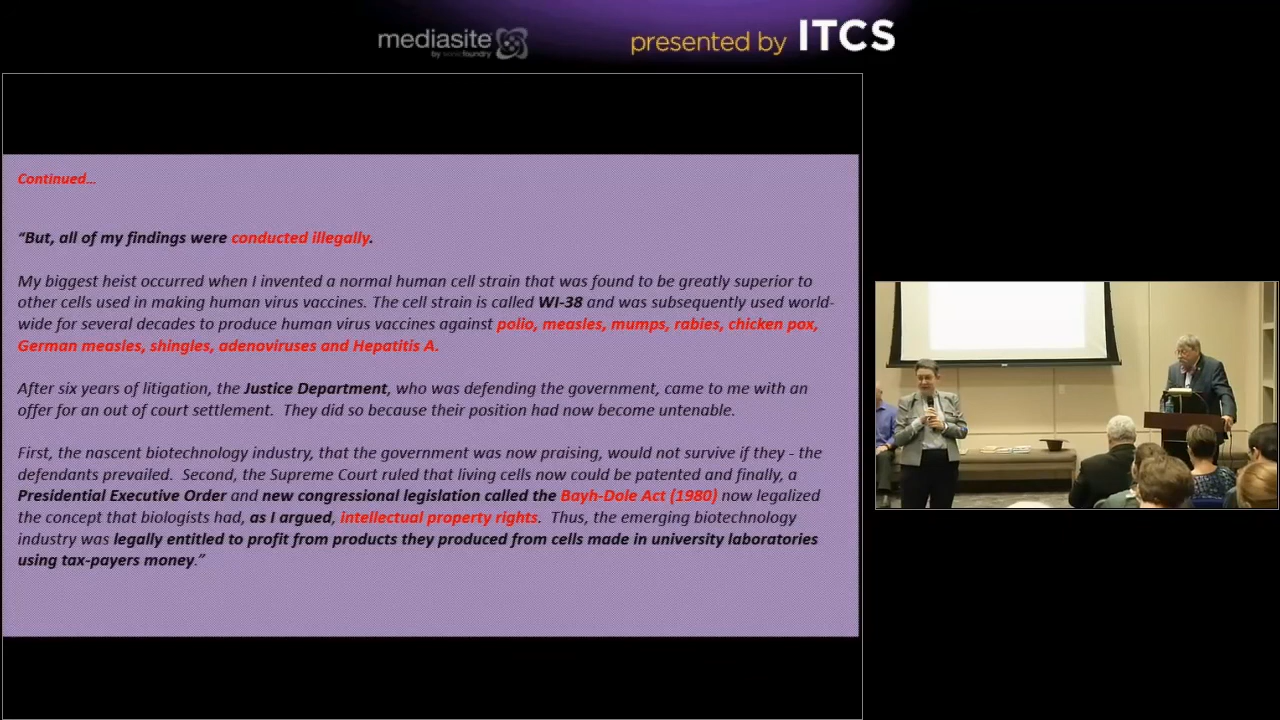 mediasite
by sonicfoundry
presented by ITCS
Continued...
“But, all of my findings were conducted illegally.
My biggest heist occurred when I invented a normal human cell strain that was found to be greatly superior to
other cells used in making human virus vaccines. The cell strain is called WI-38 and was subsequently used world-
wide for several decades to produce human virus vaccines against polio, measles, mumps, rabies, chicken pox,
German measles, shingles, adenoviruses and Hepatitis A.
After six years of litigation, the Justice Department, who was defending the government, came to me with an
offer for an out of court settlement. They did so because their position had now become untenable.
First, the nascent biotechnology industry, that the government was now praising, would not survive if they - the
defendants prevailed. Second, the Supreme Court ruled that living cells now could be patented and finally, a
Presidential Executive Order and new congressional legislation called the Bayh-Dole Act (1980) now legalized
the concept that biologists had, as I argued, intellectual property rights. Thus, the emerging biotechnology
industry was legally entitled to profit from products they produced from cells made in university laboratories
using tax-payers money.”